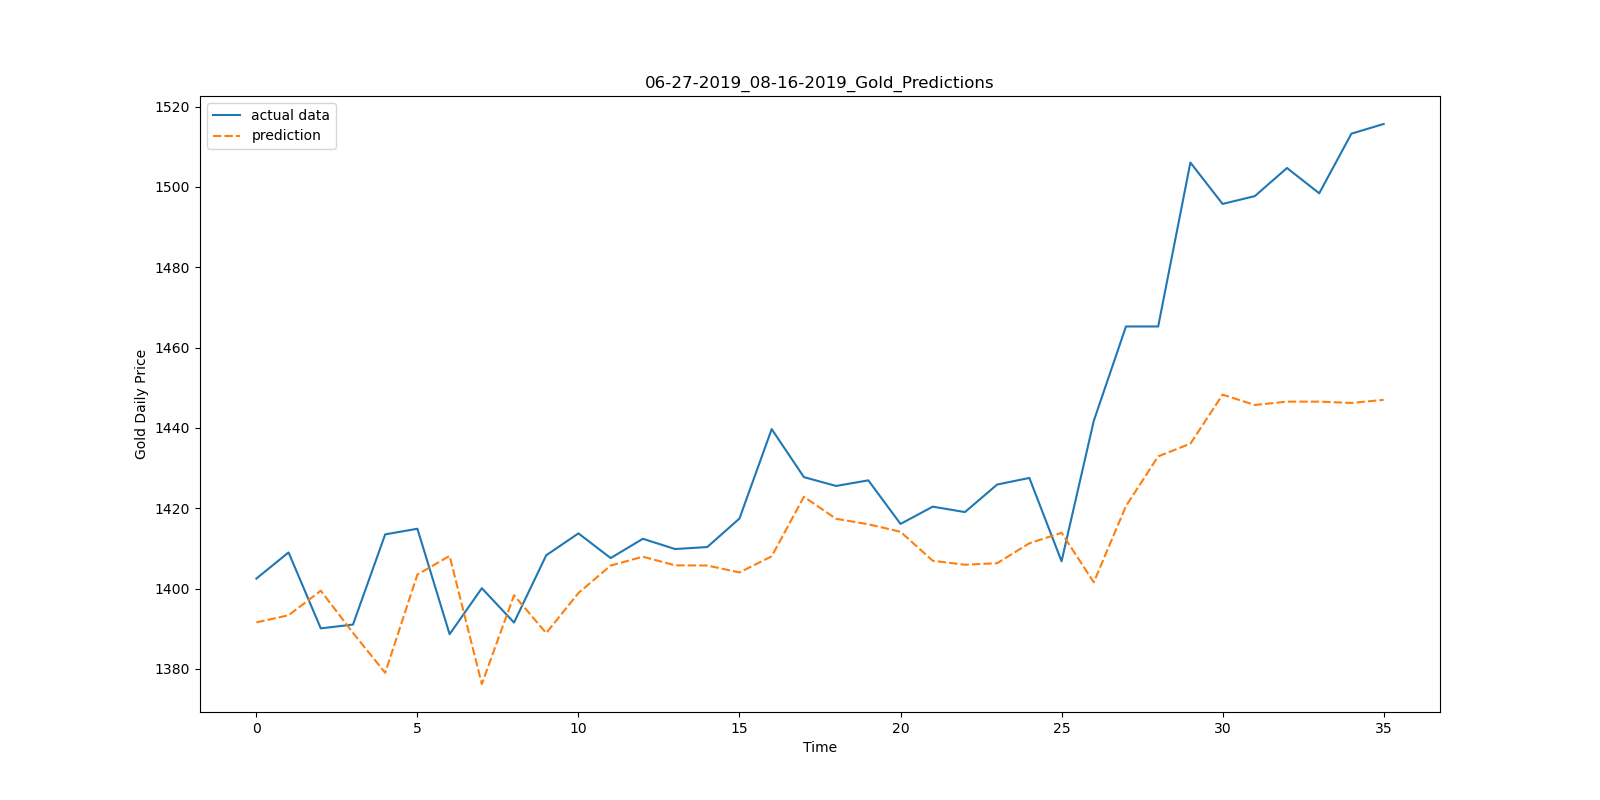 06-27-2019_08-16-2019_Gold_Predictions
actual data
prediction
1520
1500
1480
1460
1440
1420
1400
1380
Gold Daily Price
0 5 10 15 20 25 30 35
Time